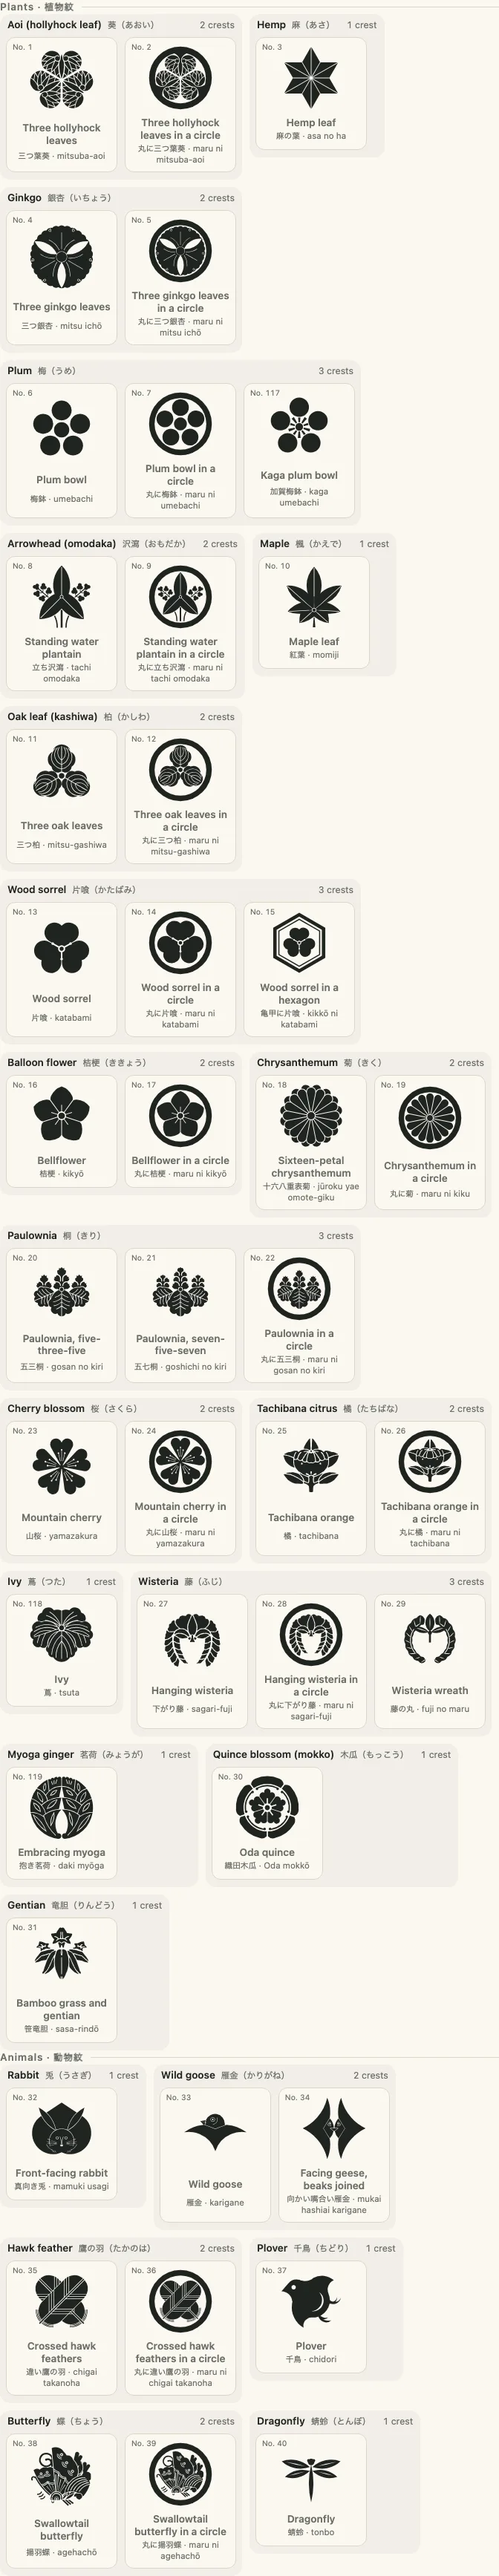 Plants · 植物紋
Aoi (hollyhock leaf) 葵（あおい） 2 crests
No. 1
Three hollyhock
leaves
三つ葉葵 · mitsuba-aoi
No. 2
Three hollyhock
leaves in a circle
丸に三つ葉葵 · maru ni
mitsuba-aoi
Hemp 麻（あさ） 1 crest
No. 3
Hemp leaf
麻の葉 · asa no ha
Ginkgo 銀杏（いちょう） 2 crests
No. 4
Three ginkgo leaves
三つ銀杏 · mitsu ichō
No. 5
Three ginkgo leaves
in a circle
丸に三つ銀杏 · maru ni
mitsu ichō
Plum 梅（うめ） 3 crests
No. 6
Plum bowl
梅鉢 · umebachi
No. 7
Plum bowl in a
circle
丸に梅鉢 · maru ni
umebachi
No. 117
Kaga plum bowl
加賀梅鉢 · kaga
umebachi
Arrowhead (omodaka) 沢瀉（おもだか） 2 crests
No. 8
Standing water
plantain
立ち沢瀉 · tachi
omodaka
No. 9
Standing water
plantain in a circle
丸に立ち沢瀉 · maru ni
tachi omodaka
Maple 楓（かえで） 1 crest
No. 10
Maple leaf
紅葉 · momiji
Oak leaf (kashiwa) 柏（かしわ） 2 crests
No. 11
Three oak leaves
三つ柏 · mitsu-gashiwa
No. 12
Three oak leaves in
a circle
丸に三つ柏 · maru ni
mitsu-gashiwa
Wood sorrel 片喰（かたばみ） 3 crests
No. 13
Wood sorrel
片喰 · katabami
No. 14
Wood sorrel in a
circle
丸に片喰 · maru ni
katabami
No. 15
Wood sorrel in a
hexagon
亀甲に片喰 · kikkō ni
katabami
Balloon flower 桔梗（ききょう） 2 crests
No. 16
Bellflower
桔梗 · kikyō
No. 17
Bellflower in a circle
丸に桔梗 · maru ni kikyō
Chrysanthemum 菊（きく） 2 crests
No. 18
Sixteen-petal
chrysanthemum
十六八重表菊 · jūroku yae
omote-giku
No. 19
Chrysanthemum in
a circle
丸に菊 · maru ni kiku
Paulownia 桐（きり） 3 crests
No. 20
Paulownia, five-
three-five
五三桐 · gosan no kiri
No. 21
Paulownia, seven-
five-seven
五七桐 · goshichi no kiri
No. 22
Paulownia in a
circle
丸に五三桐 · maru ni
gosan no kiri
Cherry blossom 桜（さくら） 2 crests
No. 23
Mountain cherry
山桜 · yamazakura
No. 24
Mountain cherry in
a circle
丸に山桜 · maru ni
yamazakura
Tachibana citrus 橘（たちばな） 2 crests
No. 25
Tachibana orange
橘 · tachibana
No. 26
Tachibana orange in
a circle
丸に橘 · maru ni
tachibana
Ivy 蔦（つた） 1 crest
No. 118
Ivy
蔦 · tsuta
Wisteria 藤（ふじ） 3 crests
No. 27
Hanging wisteria
下がり藤 · sagari-fuji
No. 28
Hanging wisteria in
a circle
丸に下がり藤 · maru ni
sagari-fuji
No. 29
Wisteria wreath
藤の丸 · fuji no maru
Myoga ginger 茗荷（みょうが） 1 crest
No. 119
Embracing myoga
抱き茗荷 · daki myōga
Quince blossom (mokko) 木瓜（もっこう） 1 crest
No. 30
Oda quince
織田木瓜 · Oda mokkō
Gentian 竜胆（りんどう） 1 crest
No. 31
Bamboo grass and
gentian
笹竜胆 · sasa-rindō
Animals · 動物紋
Rabbit 兎（うさぎ） 1 crest
No. 32
Front-facing rabbit
真向き兎 · mamuki usagi
Wild goose 雁金（かりがね） 2 crests
No. 33
Wild goose
雁金 · karigane
No. 34
Facing geese,
beaks joined
向かい嘴合い雁金 · mukai
hashiai karigane
Hawk feather 鷹の羽（たかのは） 2 crests
No. 35
Crossed hawk
feathers
違い鷹の羽 · chigai
takanoha
No. 36
Crossed hawk
feathers in a circle
丸に違い鷹の羽 · maru ni
chigai takanoha
Plover 千鳥（ちどり） 1 crest
No. 37
Plover
千鳥 · chidori
Butterfly 蝶（ちょう） 2 crests
No. 38
Swallowtail
butterfly
揚羽蝶 · agehachō
No. 39
Swallowtail
butterfly in a circle
丸に揚羽蝶 · maru ni
agehachō
Dragonfly 蜻蛉（とんぼ） 1 crest
No. 40
Dragonfly
蜻蛉 · tonbo